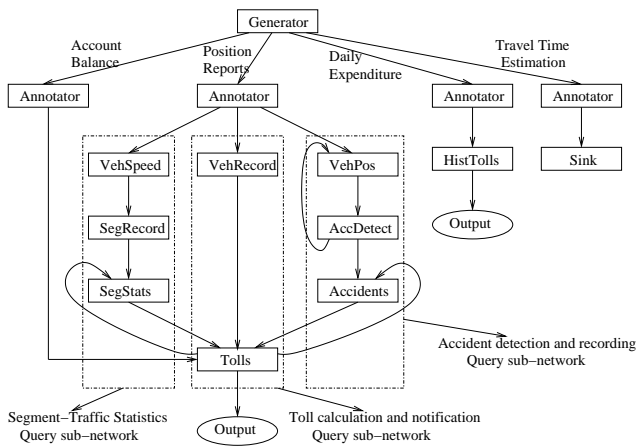 Generator
Account
Balance
Position
Reports
Daily
Expenditure
Travel Time
Estimation
Annotator
Annotator
Annotator
Annotator
VehSpeed
VehRecord
VehPos
HistTolls
Sink
SegRecord
AccDetect
Output
SegStats
Accidents
Tolls
Accident detection and recording
Query sub-network
Segment-Traffic Statistics
Query sub-network
Output
Toll calculation and notification
Query sub-network